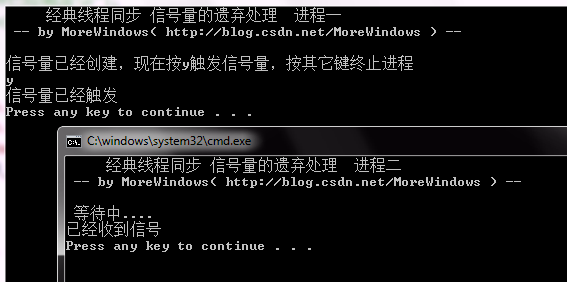 经典线程同步 信号量的遗弃处理  进程一
-- by MoreWindows( http://blog.csdn.net/MoreWindows ) --
信号量已经创建，现在按y触发信号量，按其它键终止进程
y
信号量已经触发
Press any key to continue . . .
C:\windows\system32\cmd.exe
经典线程同步 信号量的遗弃处理  进程二
-- by MoreWindows( http://blog.csdn.net/MoreWindows ) --
等待中....
已经收到信号
Press any key to continue . . .